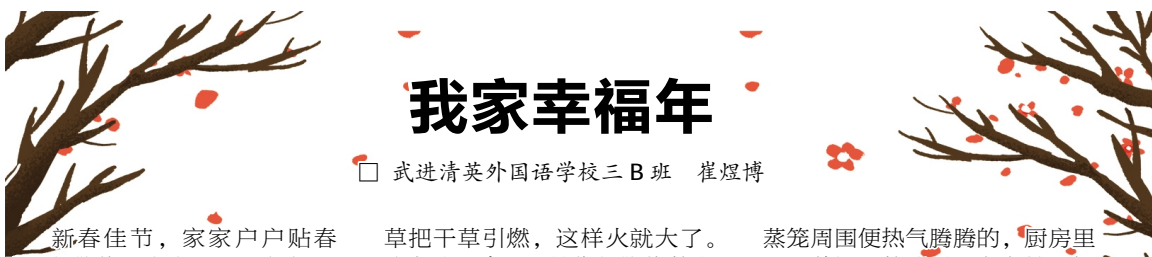 我家幸福年
□ 武进清英外国语学校三 B 班 崔煜博
新春佳节，家家户户贴春
草把干草引燃，这样火就大了。
蒸笼周围便热气腾腾的，厨房里